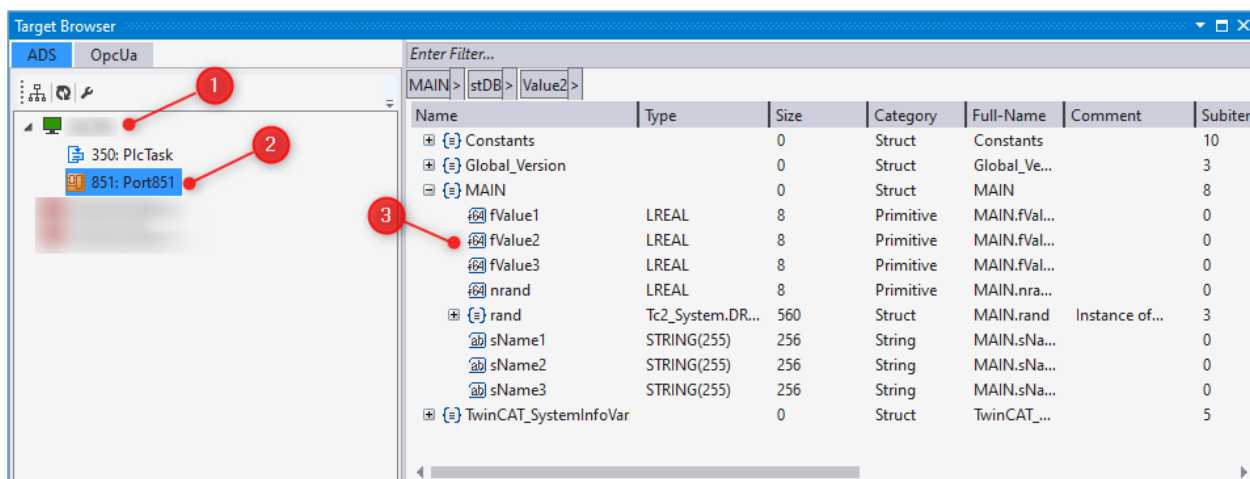 Target Browser
ADS OpcUa
Enter Filter...
1
MAIN > stDB > Value2 >
Name Type Size Category Full-Name Comment Subiter
Constants 0 Struct Constants 10
2
350: PlcTask
Global_Version 0 Struct Global_Ve... 3
851: Port851
MAIN 0 Struct MAIN 8
3
fValue1 LREAL 8 Primitive MAIN.fVal... 0
fValue2 LREAL 8 Primitive MAIN.fVal... 0
fValue3 LREAL 8 Primitive MAIN.fVal... 0
nrand LREAL 8 Primitive MAIN.nra... 0
rand Tc2_System.DR... 560 Struct MAIN.rand Instance of... 3
sName1 STRING(255) 256 String MAIN.sNa... 0
sName2 STRING(255) 256 String MAIN.sNa... 0
sName3 STRING(255) 256 String MAIN.sNa... 0
TwinCAT_SystemInfoVar 0 Struct TwinCAT_... 5